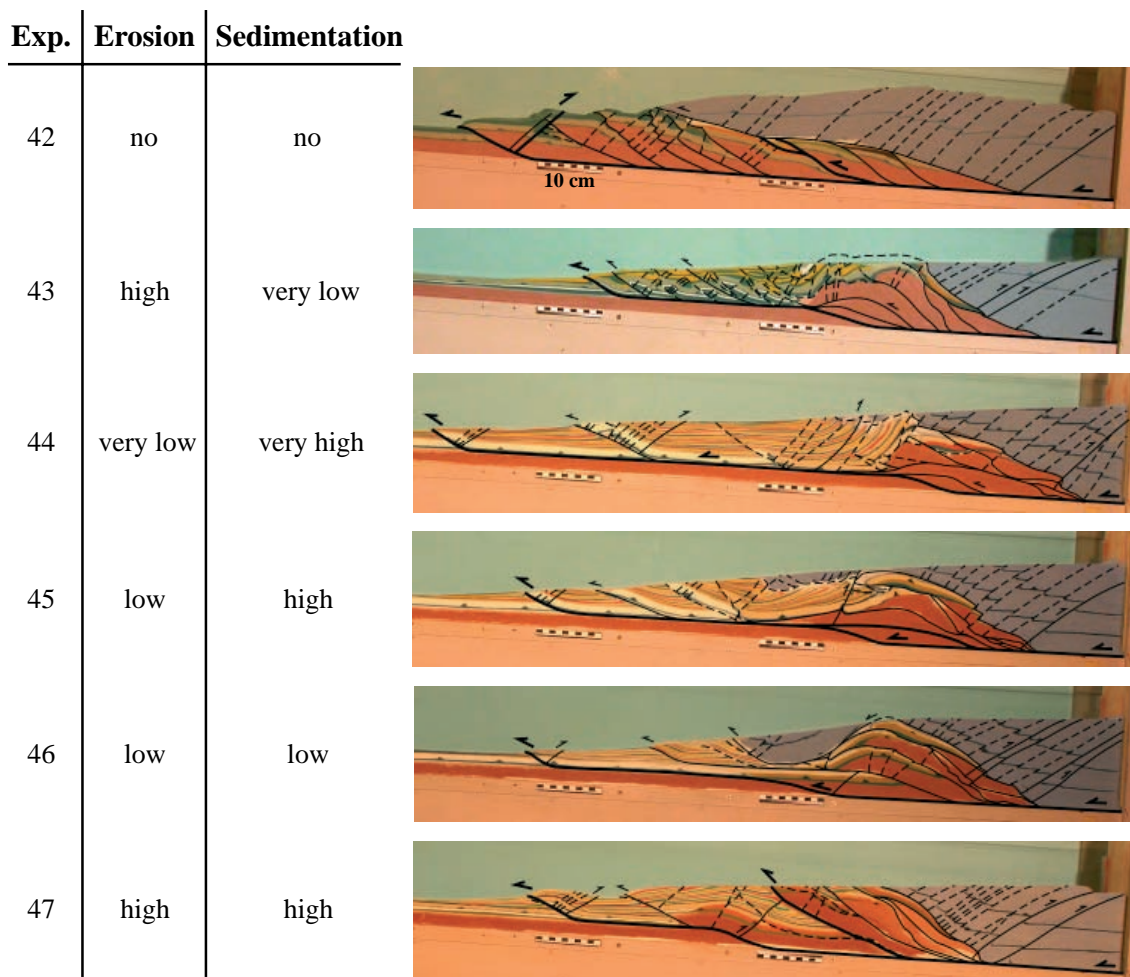 Exp. Erosion Sedimentation
42 no no
10 cm
43 high very low
44 very low very high
45 low high
46 low low
47 high high